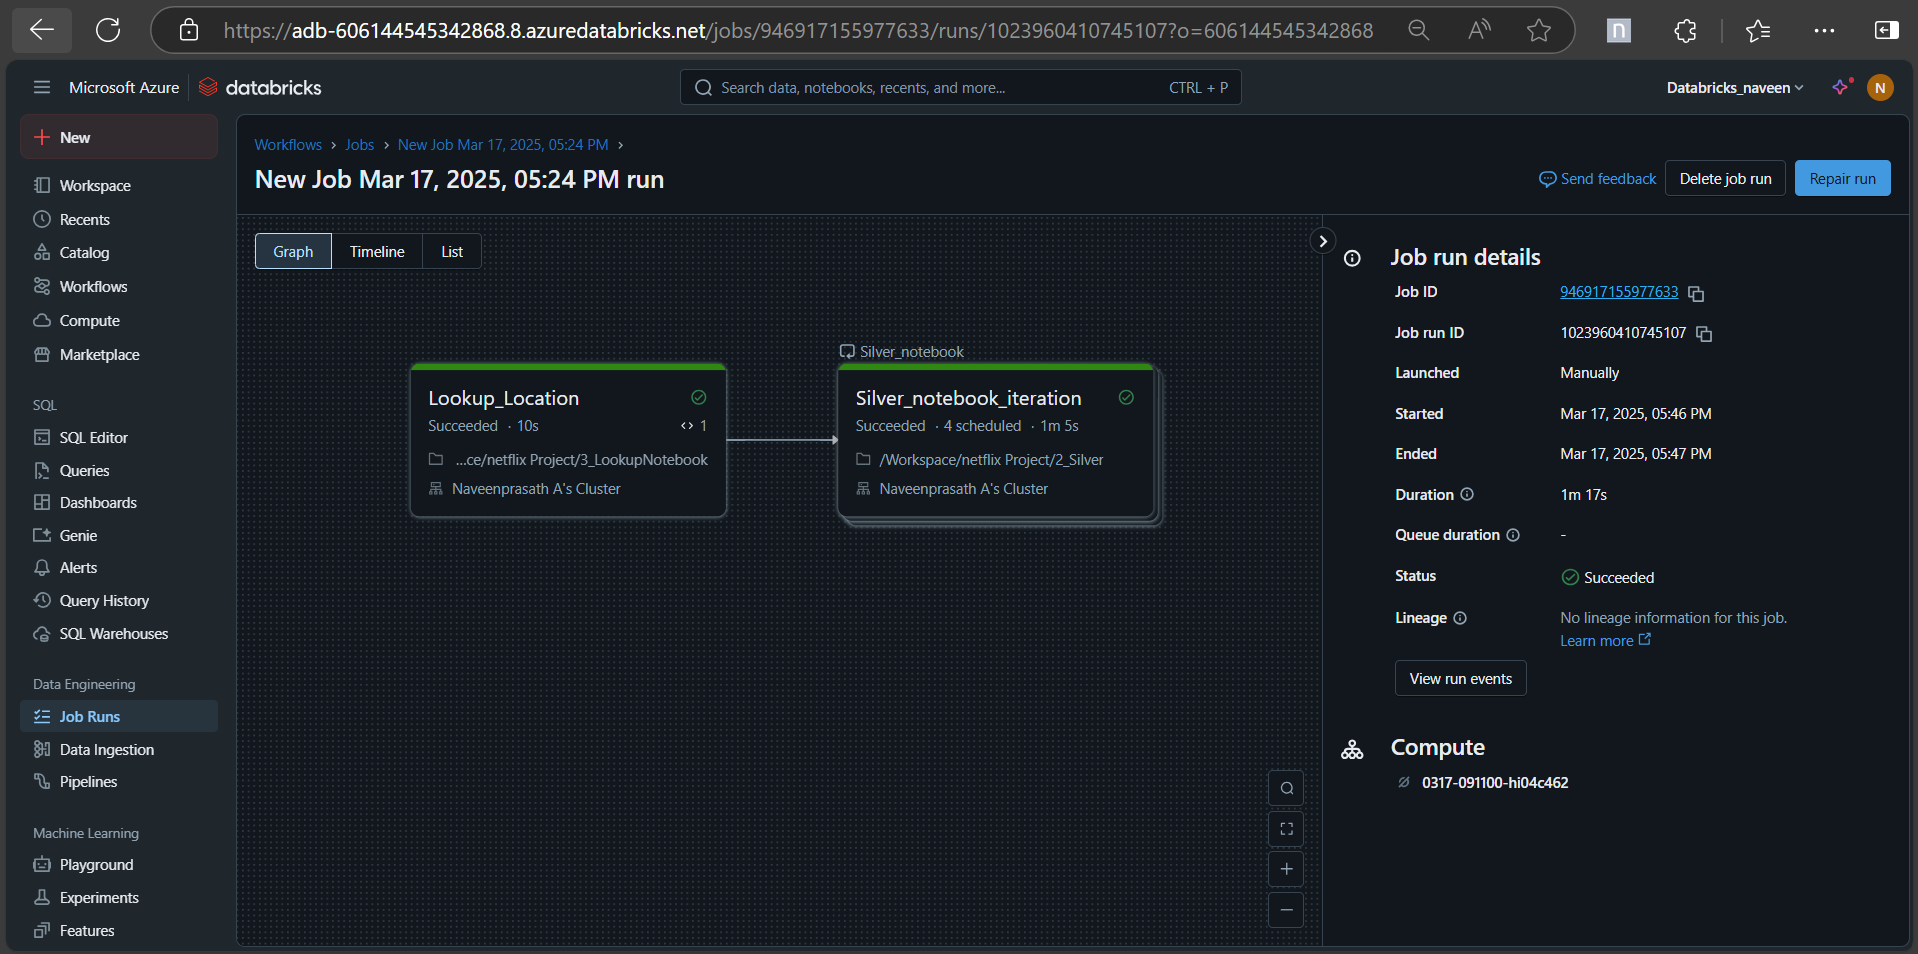 https://adb-606144545342868.8.azuredatabricks.net/jobs/946917155977633/runs/1023960410745107?o=606144545342868
Microsoft Azure databricks
Search data, notebooks, recents, and more... CTRL + P
Databricks_naveen
N
New
Workspace
Recents
Catalog
Workflows
Compute
Marketplace
SQL
SQL Editor
Queries
Dashboards
Genie
Alerts
Query History
SQL Warehouses
Data Engineering
Job Runs
Data Ingestion
Pipelines
Machine Learning
Playground
Experiments
Features
Workflows > Jobs > New Job Mar 17, 2025, 05:24 PM >
New Job Mar 17, 2025, 05:24 PM run
Send feedback Delete job run Repair run
Graph Timeline List
Lookup_Location
Succeeded · 10s <> 1
...ce/netflix Project/3_LookupNotebook
Naveenprasath A's Cluster
Silver_notebook
Silver_notebook_iteration
Succeeded · 4 scheduled · 1m 5s
/Workspace/netflix Project/2_Silver
Naveenprasath A's Cluster
Job run details
Job ID 946917155977633
Job run ID 1023960410745107
Launched Manually
Started Mar 17, 2025, 05:46 PM
Ended Mar 17, 2025, 05:47 PM
Duration 1m 17s
Queue duration -
Status Succeeded
Lineage No lineage information for this job.
Learn more
View run events
Compute
0317-091100-hi04c462